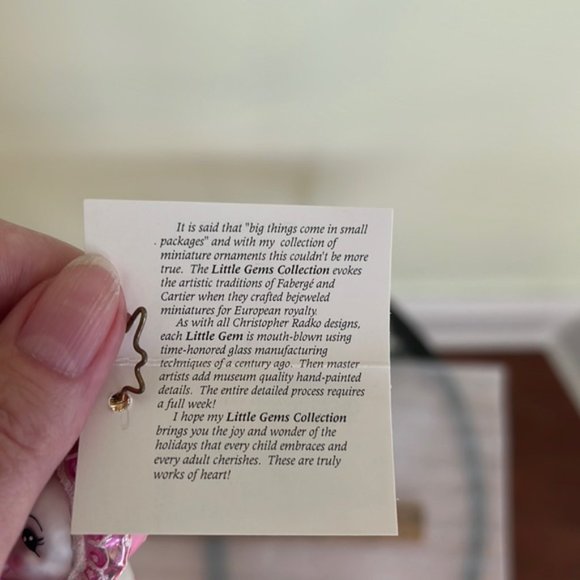 It is said that "big things come in small
packages" and with my collection of
miniature ornaments this couldn't be more
true. The Little Gems Collection evokes
the artistic traditions of Fabergé and
Cartier when they crafted bejeweled
miniatures for European royalty.
As with all Christopher Radko designs,
each Little Gem is mouth-blown using
time-honored glass manufacturing
techniques of a century ago. Then master
artists add museum quality hand-painted
details. The entire detailed process requires
a full week!
I hope my Little Gems Collection
brings you the joy and wonder of the
holidays that every child embraces and
every adult cherishes. These are truly
works of heart!